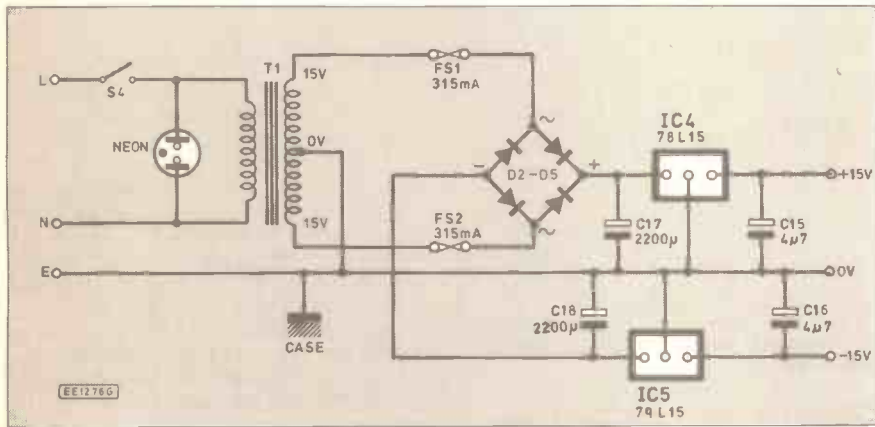 L
S4
NEON
N
E
T1
15V
0V
15V
FS1
315mA
FS2
315mA
D2-D5
-
+
~
~
IC4
78L15
C17
2200µ
C15
4µ7
+15V
0V
C18
2200µ
C16
4µ7
-15V
IC5
79L15
CASE
EE1276G